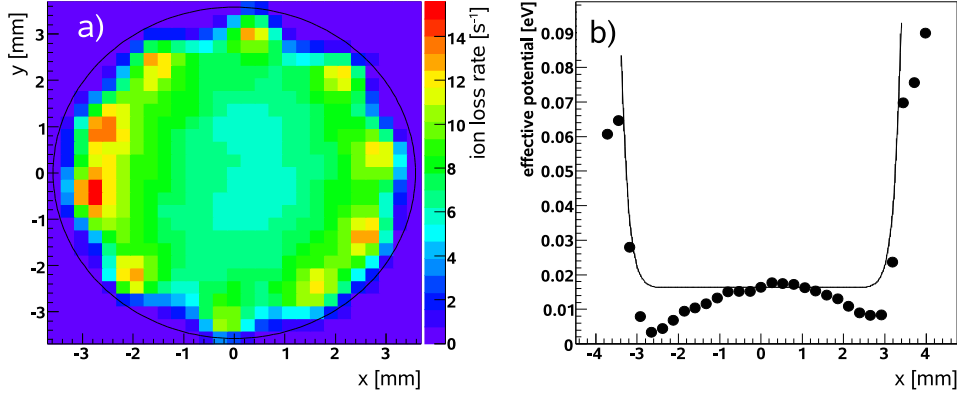 a)
y [mm]
3
2
1
0
-1
-2
-3
-3 -2 -1 0 1 2 3
x [mm]
14
12
10
8
6
4
2
0
ion loss rate [s⁻¹]
b)
effective potential [eV]
0.09
0.08
0.07
0.06
0.05
0.04
0.03
0.02
0.01
0
-4 -3 -2 -1 0 1 2 3 4
x [mm]